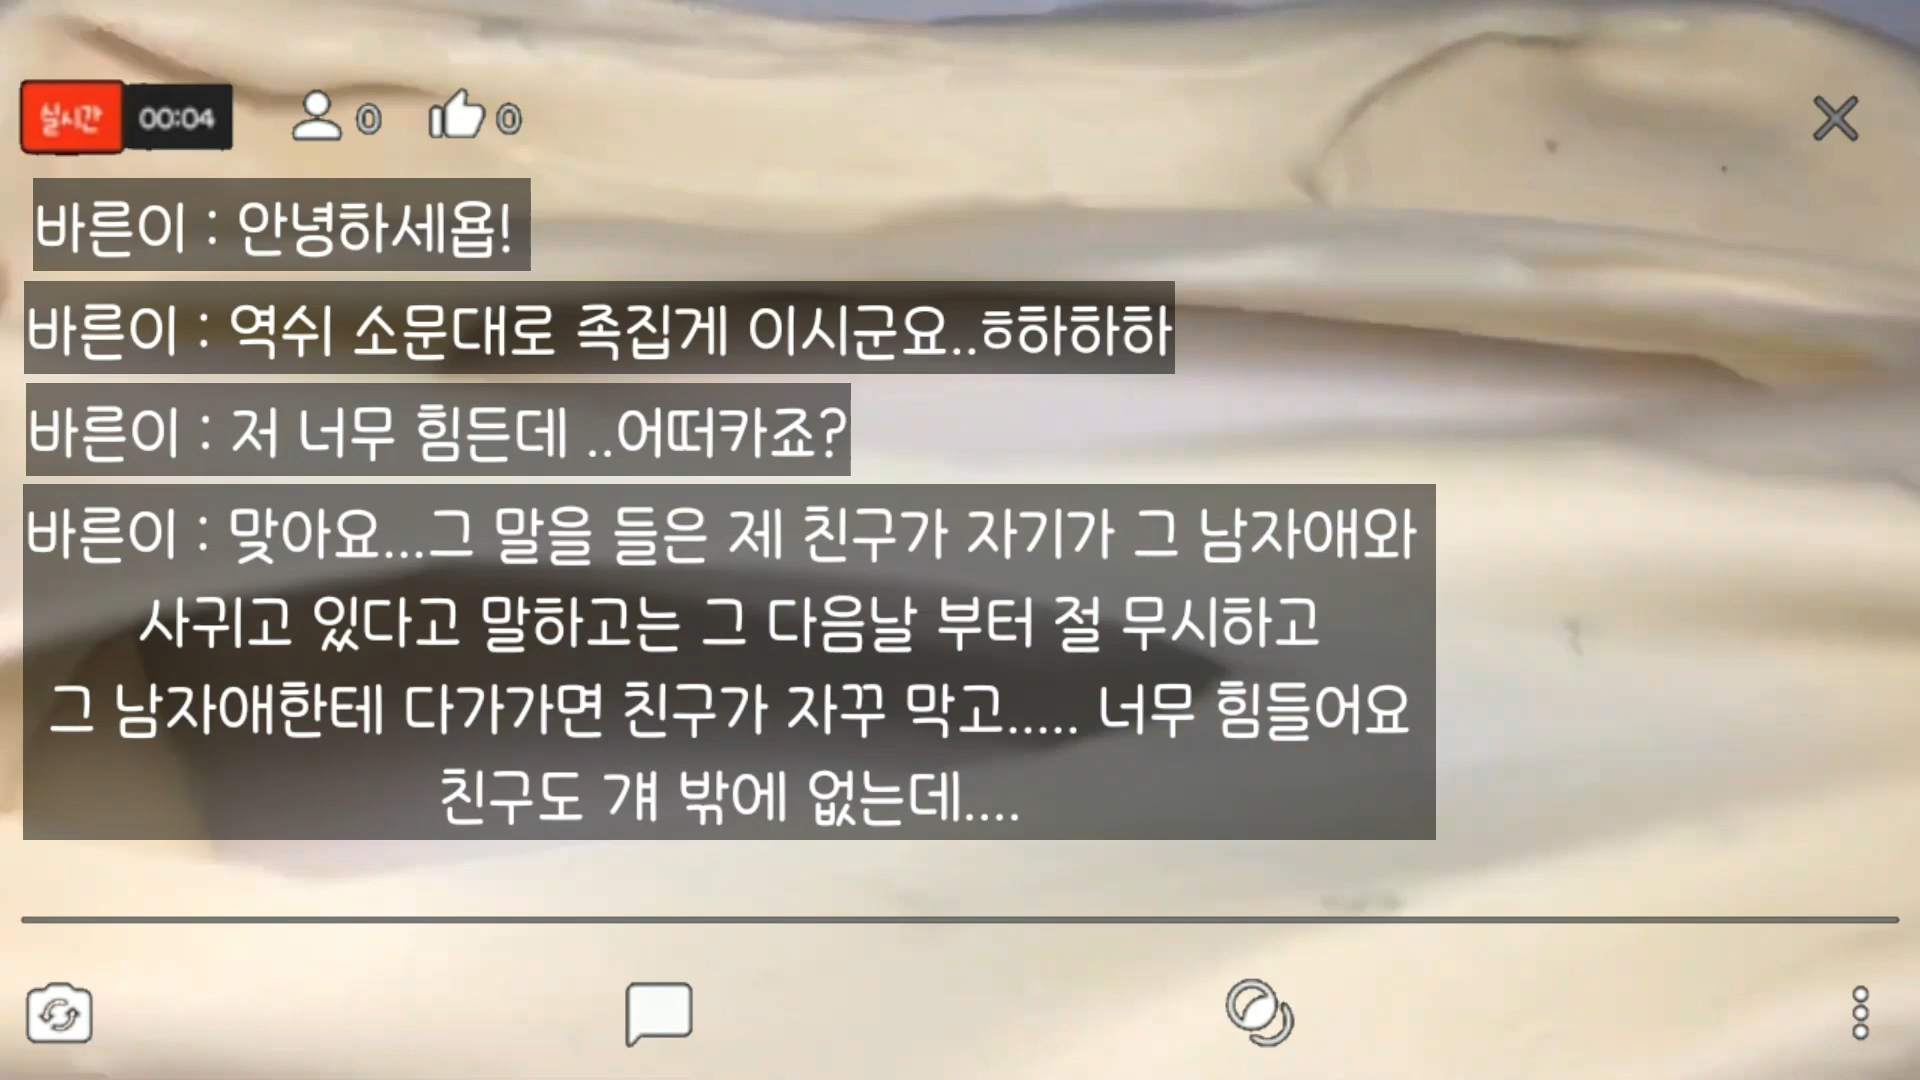 실시간 00:04 0 0
바른이 : 안녕하세욥!
바른이 : 역쉬 소문대로 족집게 이시군요..ㅎ하하하
바른이 : 저 너무 힘든데 ..어떠카죠?
바른이 : 맞아요...그 말을 들은 제 친구가 자기가 그 남자애와
사귀고 있다고 말하고는 그 다음날 부터 절 무시하고
그 남자애한테 다가가면 친구가 자꾸 막고..... 너무 힘들어요
친구도 걔 밖에 없는데....